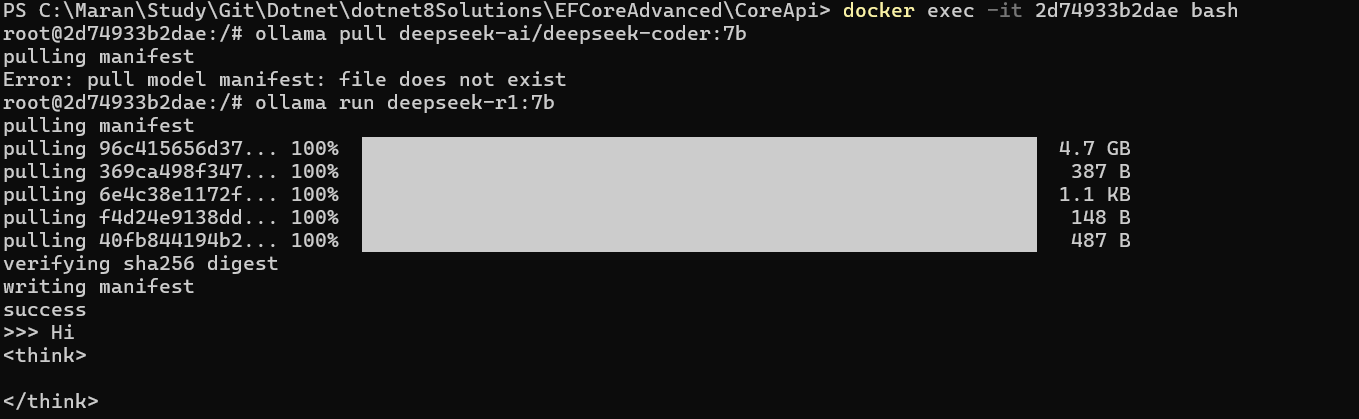 PS C:\Maran\Study\Git\Dotnet\dotnet8Solutions\EFCoreAdvanced\CoreApi> docker exec -it 2d74933b2dae bash
root@2d74933b2dae:/# ollama pull deepseek-ai/deepseek-coder:7b
pulling manifest
Error: pull model manifest: file does not exist
root@2d74933b2dae:/# ollama run deepseek-r1:7b
pulling manifest
pulling 96c415656d37... 100% 4.7 GB
pulling 369ca498f347... 100% 387 B
pulling 6e4c38e1172f... 100% 1.1 KB
pulling f4d24e9138dd... 100% 148 B
pulling 40fb844194b2... 100% 487 B
verifying sha256 digest
writing manifest
success
>>> Hi
<think>
</think>